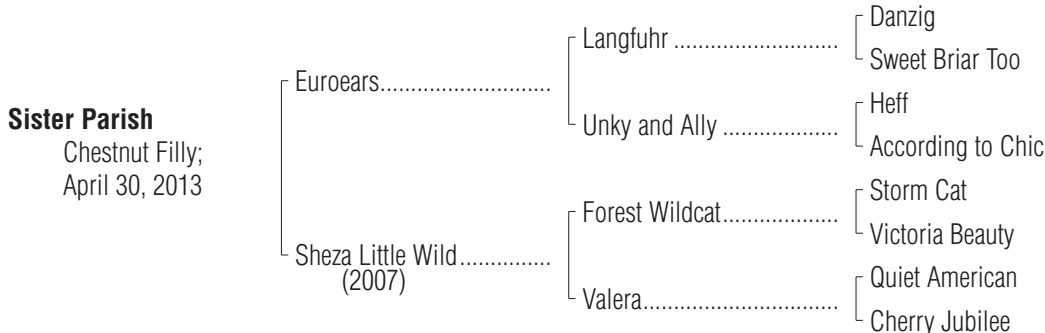 Sister Parish
Chestnut Filly;
April 30, 2013
Euroears..............................
Sheza Little Wild................
(2007)
Langfuhr ...........................
Unky and Ally ...................
Forest Wildcat...................
Valera................................
Danzig
Sweet Briar Too
Heff
According to Chic
Storm Cat
Victoria Beauty
Quiet American
Cherry Jubilee